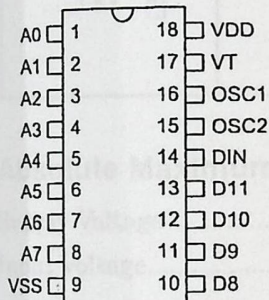 A0 1 18 VDD
A1 2 17 VT
A2 3 16 OSC1
A3 4 15 OSC2
A4 5 14 DIN
A5 6 13 D11
A6 7 12 D10
A7 8 11 D9
VSS 9 10 D8